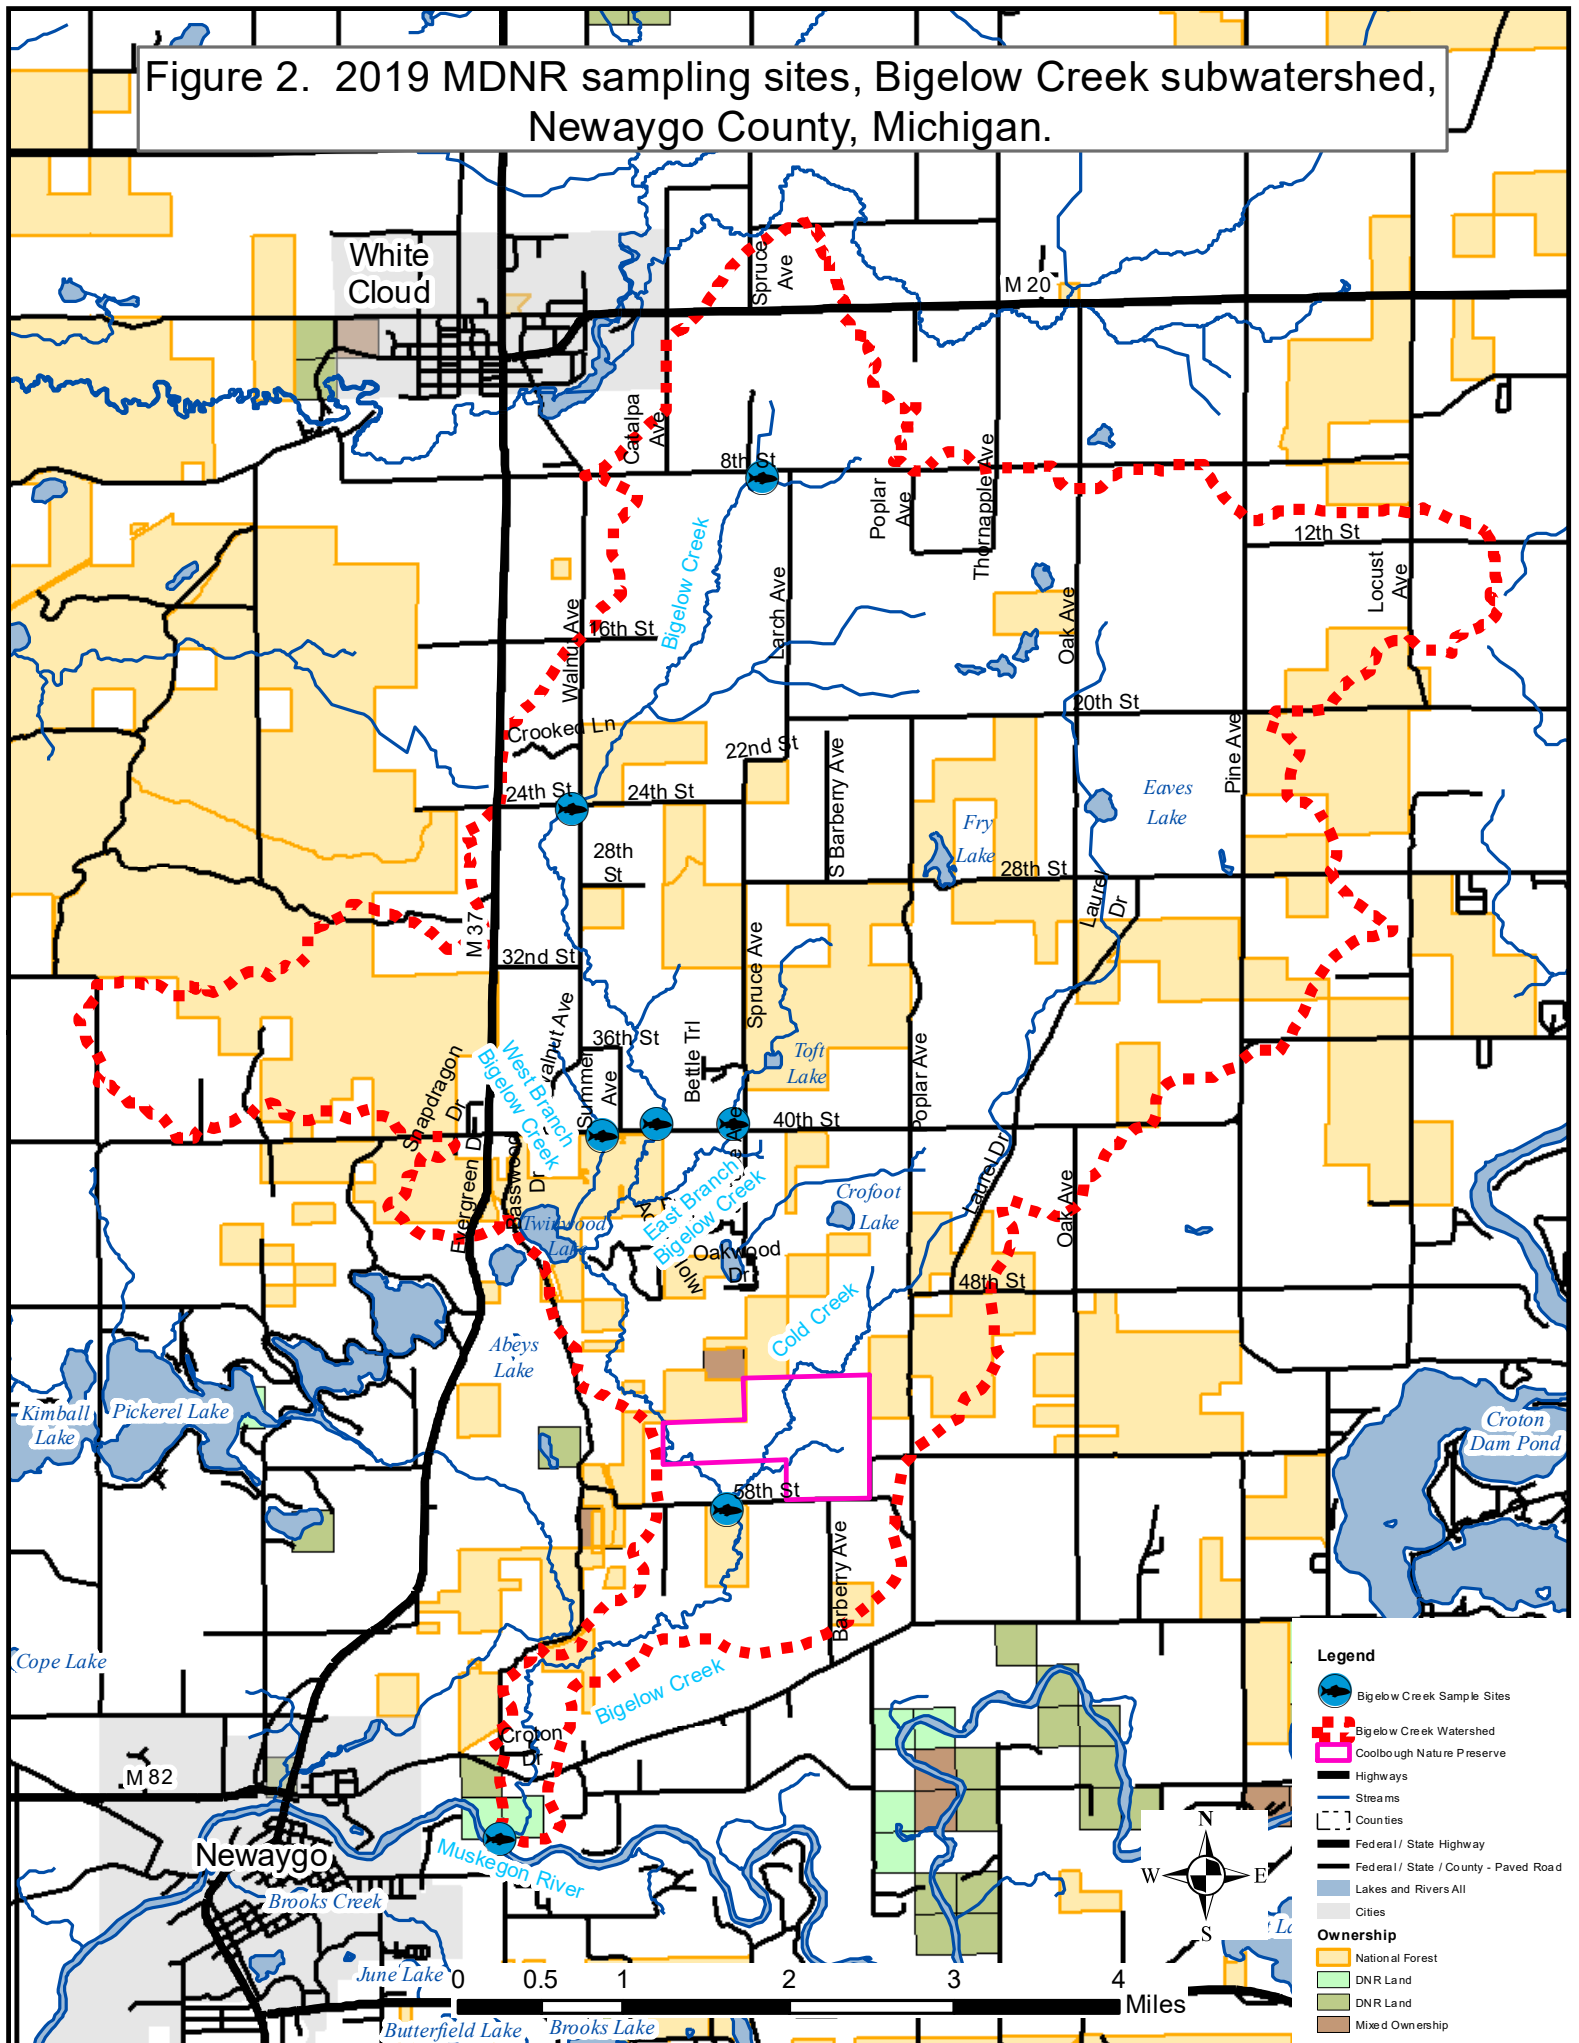 Figure 2. 2019 MDNR sampling sites, Bigelow Creek subwatershed,
Newaygo County, Michigan.
White
Cloud
Spruce
Ave
M 20
Catalpa
Ave
8th St
Poplar
Ave
Thornapple Ave
12th St
Locust
Ave
Bigelow Creek
Larch Ave
Oak Ave
Walnut Ave
16th St
20th St
Crooked Ln
22nd St
Pine Ave
24th St
24th St
S Barberry Ave
Eaves
Lake
Fry
Lake
28th
St
28th St
Laurel
Dr
M 37
32nd St
Spruce Ave
36th St
Bettle Trl
Toft
Lake
Summer
Ave
Poplar Ave
West Branch
Bigelow Creek
Snapdragon
Dr
40th St
Evergreen Dr
Basswood
Dr
Laurel Dr
Oak Ave
East Branch
Bigelow Creek
Crofoot
Lake
Twinwood
Lake
Oakwood
Dr
48th St
Cold Creek
Abeys
Lake
Kimball
Lake
Pickerel Lake
Croton
Dam Pond
58th St
Barberry Ave
Cope Lake
Bigelow Creek
Croton
Dr
M 82
Newaygo
Muskegon River
Brooks Creek
June Lake
Butterfield Lake
Brooks Lake
0 0.5 1 2 3 4
Miles
N
W E
S
Legend
Bigelow Creek Sample Sites
Bigelow Creek Watershed
Coolbough Nature Preserve
Highways
Streams
Counties
Federal / State Highway
Federal / State / County - Paved Road
Lakes and Rivers All
Cities
Ownership
National Forest
DNR Land
DNR Land
Mixed Ownership